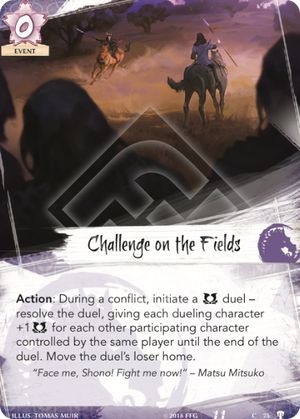 0
EVENT
Challenge on the Fields
Action: During a conflict, initiate a duel –
resolve the duel, giving each dueling character
+1 for each other participating character
controlled by the same player until the end of the
duel. Move the duel's loser home.
“Face me, Shono! Fight me now!” – Matsu Mitsuko
ILLUS. TOMAS MUIR
© 2018 FFG
C